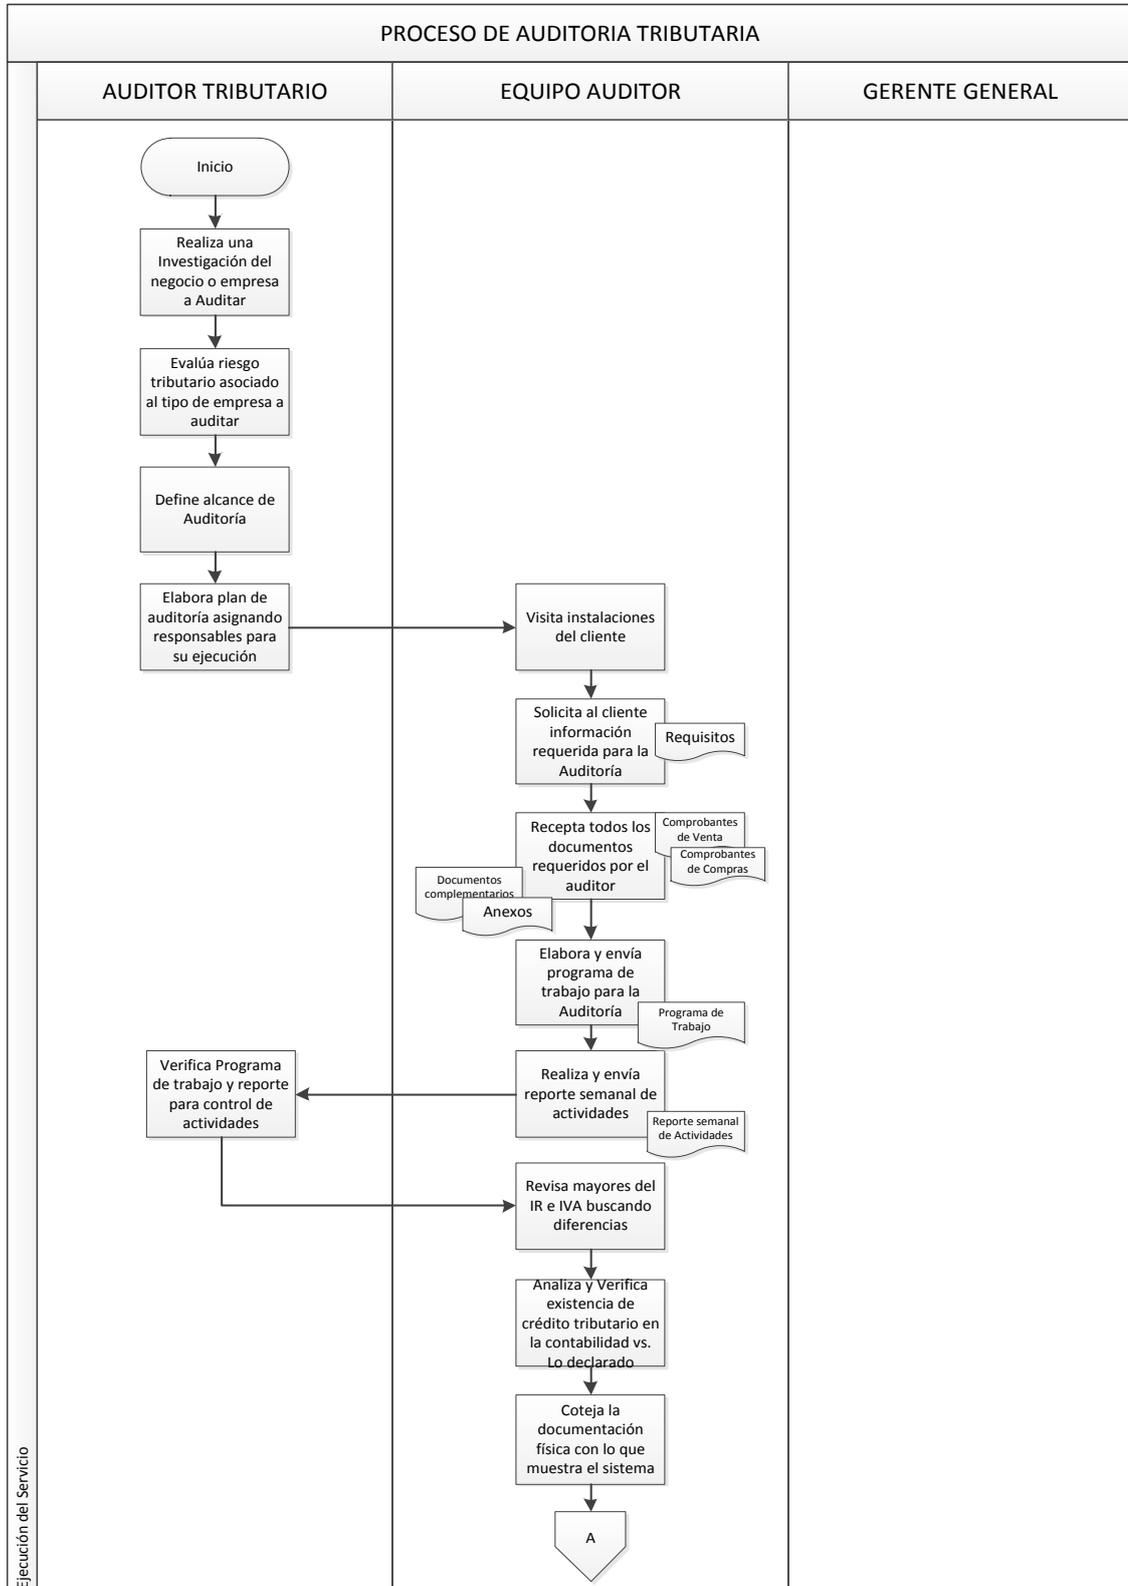 PROCESO DE AUDITORIA TRIBUTARIA
AUDITOR TRIBUTARIO
EQUIPO AUDITOR
GERENTE GENERAL
Inicio
Realiza una
Investigación del
negocio o empresa
a Auditar
Evalúa riesgo
tributario asociado
al tipo de empresa a
auditar
Define alcance de
Auditoría
Elabora plan de
auditoría asignando
responsables para
su ejecución
Visita instalaciones
del cliente
Solicita al cliente
información
requerida para la
Auditoría
Requisitos
Recepta todos los
documentos
requeridos por el
auditor
Comprobantes
de Venta
Comprobantes
de Compras
Documentos
complementarios
Anexos
Elabora y envía
programa de
trabajo para la
Auditoría
Programa de
Trabajo
Realiza y envía
reporte semanal de
actividades
Reporte semanal
de Actividades
Verifica Programa
de trabajo y reporte
para control de
actividades
Revisa mayores del
IR e IVA buscando
diferencias
Analiza y Verifica
existencia de
crédito tributario en
la contabilidad vs.
Lo declarado
Coteja la
documentación
física con lo que
muestra el sistema
A
Ejecución del Servicio